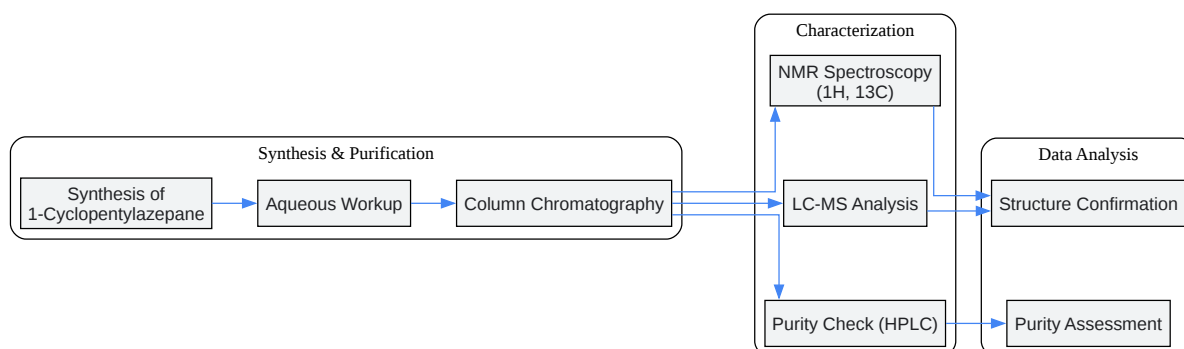 Synthesis & Purification
Synthesis of
1-Cyclopentylazepane
Aqueous Workup
Column Chromatography
Characterization
NMR Spectroscopy
(1H, 13C)
LC-MS Analysis
Purity Check (HPLC)
Data Analysis
Structure Confirmation
Purity Assessment